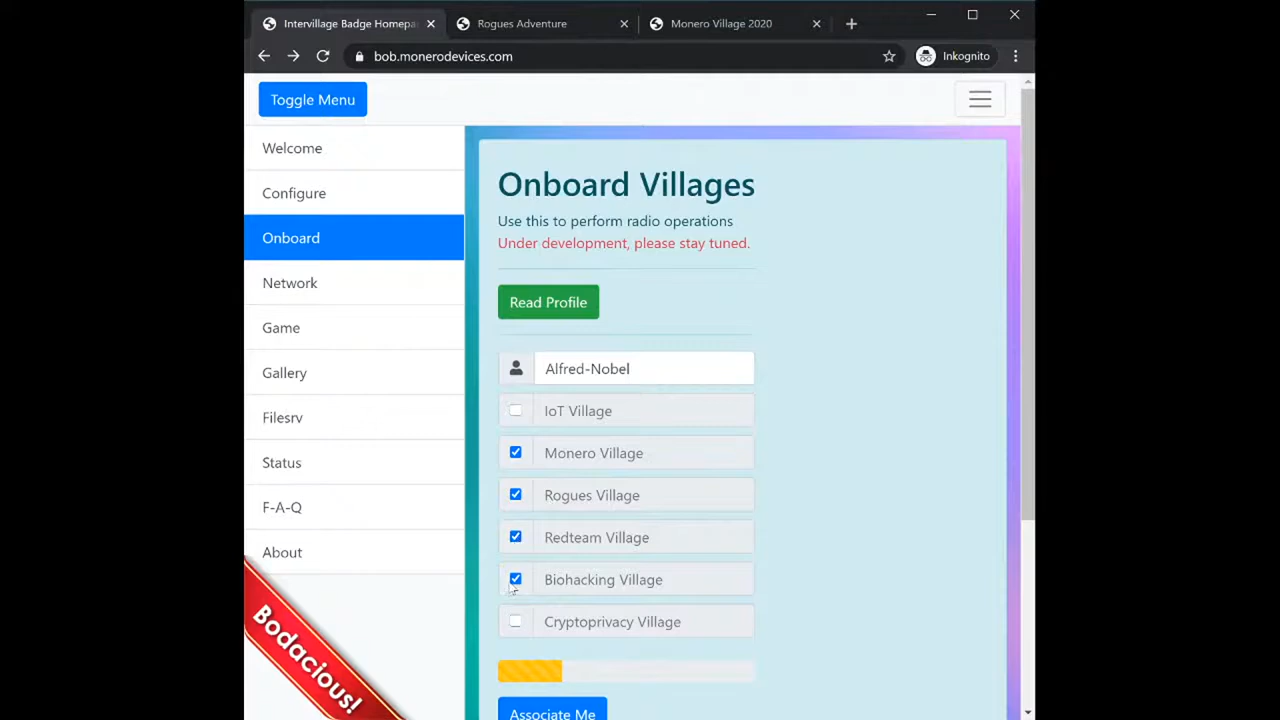 Intervillage Badge Homepa
Rogues Adventure
Monero Village 2020
bob.monerodevices.com
Inkognito
Toggle Menu
Welcome
Configure
Onboard
Network
Game
Gallery
Filesrv
Status
F-A-Q
About
Bodacious!
Onboard Villages
Use this to perform radio operations
Under development, please stay tuned.
Read Profile
Alfred-Nobel
IoT Village
Monero Village
Rogues Village
Redteam Village
Biohacking Village
Cryptoprivacy Village
Associate Me